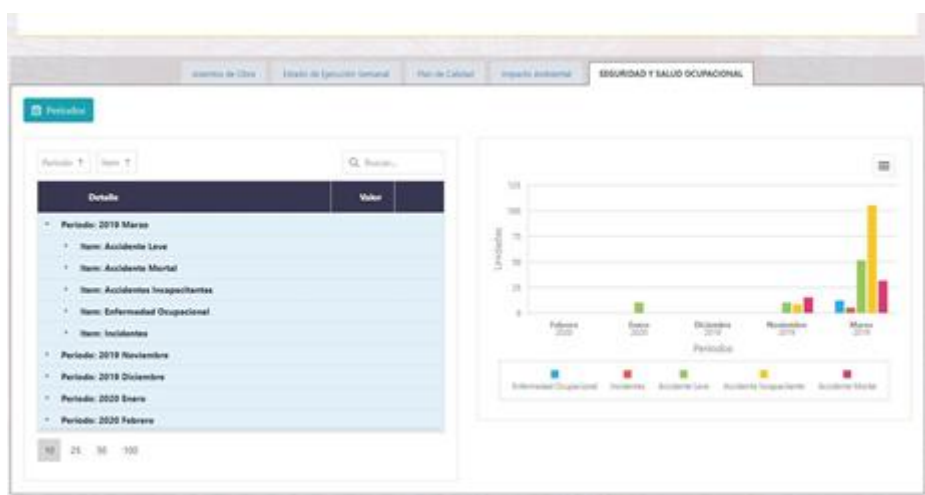 Asientos de Obra
Estado de Ejecución Semanal
Plan de Calidad
Impacto Ambiental
SEGURIDAD Y SALUD OCUPACIONAL
Periodos
Periodo ↑
Item ↑
Buscar...
Detalle
Valor
Periodo: 2019 Marzo
Item: Accidente Leve
Item: Accidente Mortal
Item: Accidentes Incapacitantes
Item: Enfermedad Ocupacional
Item: Incidentes
Periodo: 2019 Noviembre
Periodo: 2019 Diciembre
Periodo: 2020 Enero
Periodo: 2020 Febrero
10 25 50 100
Unidades
125
100
75
50
25
0
Febrero 2020
Enero 2020
Diciembre 2019
Noviembre 2019
Marzo 2019
Periodos
Enfermedad Ocupacional
Incidentes
Accidente Leve
Accidente Incapacitante
Accidente Mortal